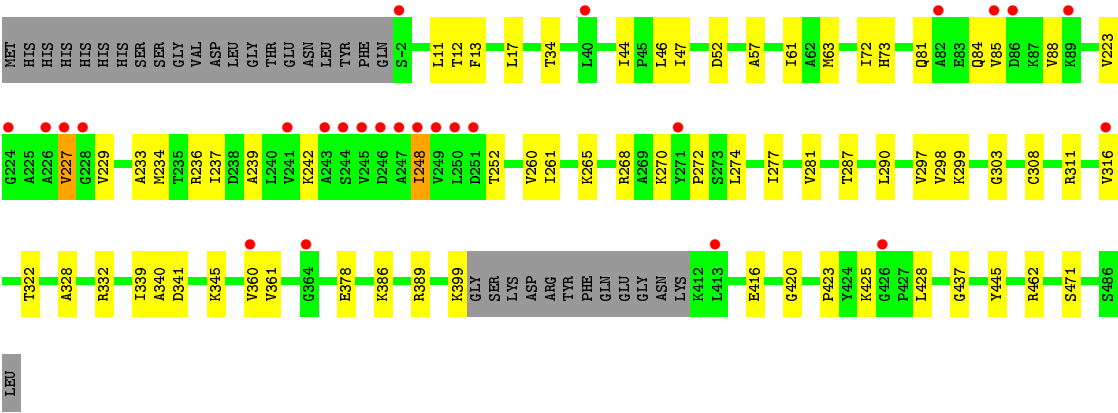 MET HIS HIS HIS HIS HIS HIS SER SER GLY VAL ASP LEU GLY THR GLU ASN LEU TYR PHE GLN S-2 L11 T12 F13 L17 T34 L40 I44 P45 L46 I47 D52 A57 I61 A62 M63 I72 H73 Q81 A82 E83 Q84 V85 D86 K87 V88 K89 V223
G224 A225 A226 V227 G228 V229 A233 M234 T235 R236 I237 D238 A239 L240 V241 K242 A243 S244 V245 D246 A247 I248 V249 L250 D251 T252 V260 I261 K265 R268 A269 K270 Y271 P272 S273 L274 I277 V281 T287 L290 V297 V298 K299 G303 C308 R311 V316
T322 A328 R332 I339 A340 D341 K345 V360 V361 G364 E378 K386 R389 K399 GLY SER LYS ASP ARG TYR PHE GLN GLU GLY ASN LYS K412 L413 E416 G420 P423 Y424 K425 G426 P427 L428 G437 Y445 R462 S471 S486
LEU